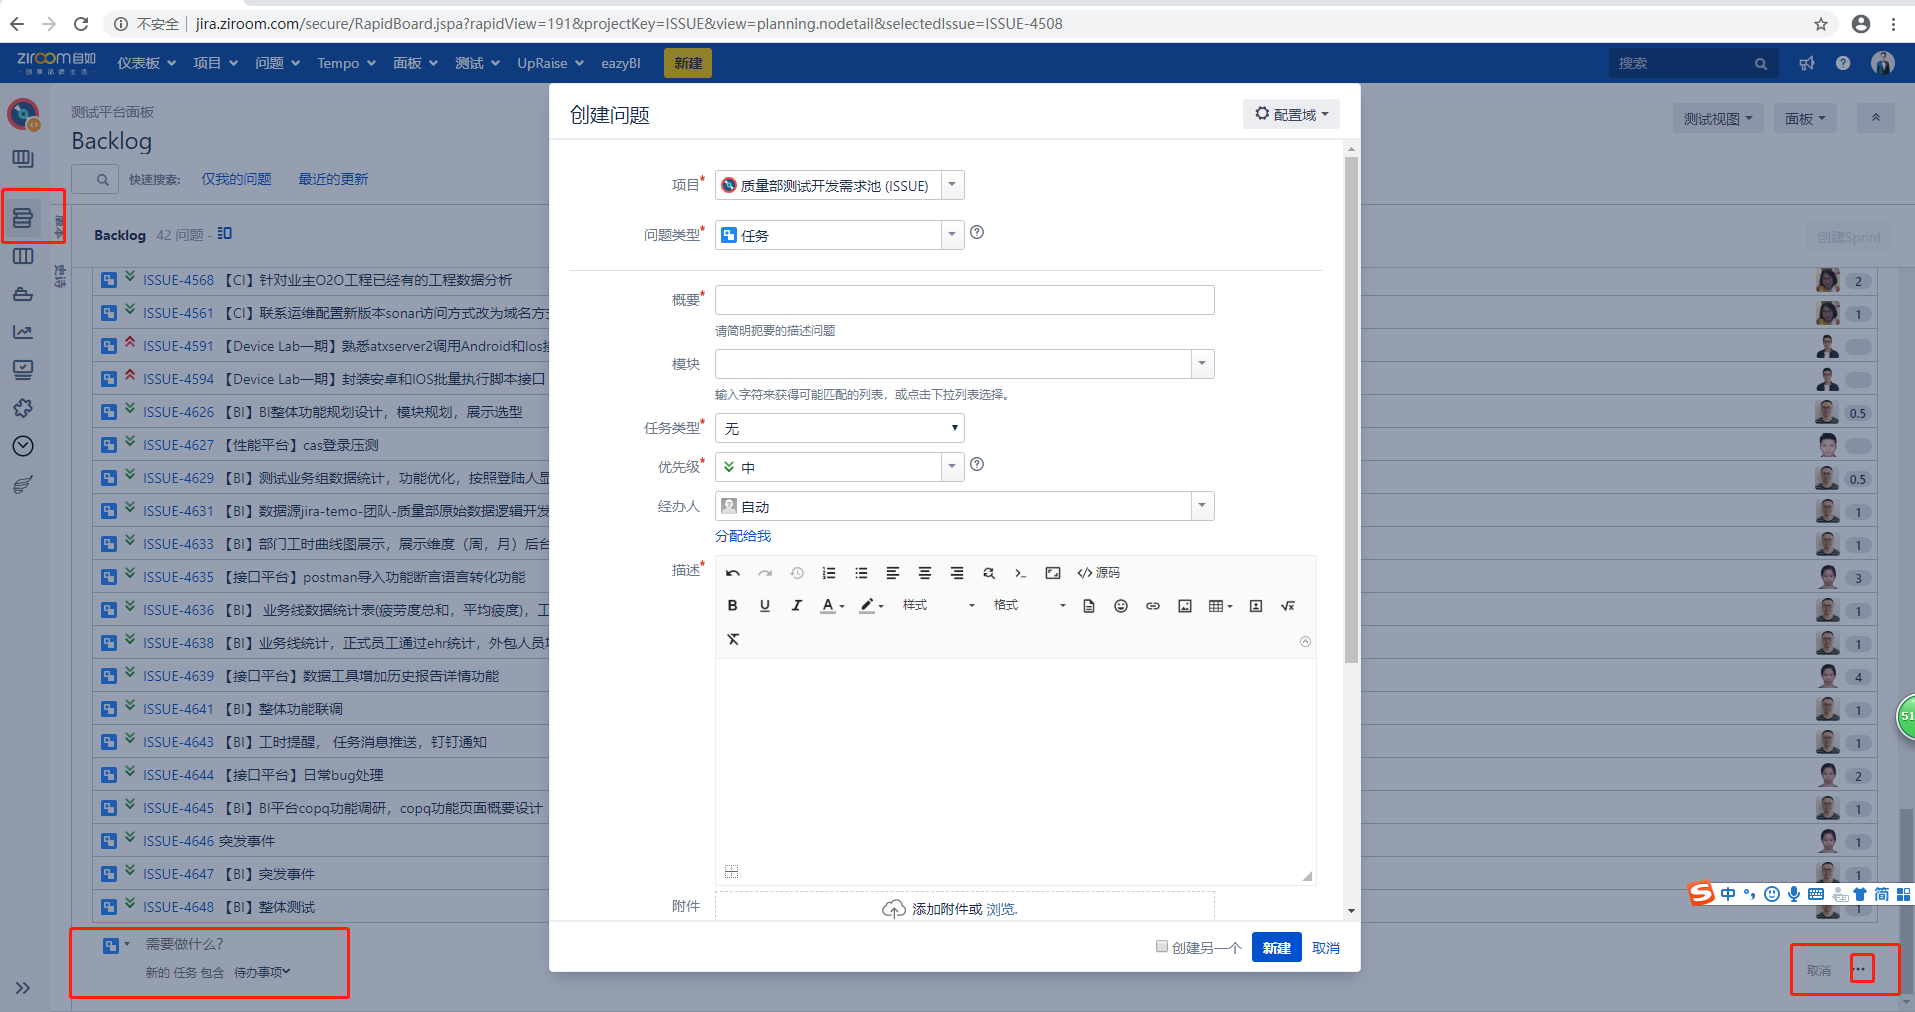 不安全 jira.ziroom.com/secure/RapidBoard.jspa?rapidView=191&projectKey=ISSUE&view=planning.nodetail&selectedIssue=ISSUE-4508
ziroom自如 仪表板 项目 问题 Tempo 面板 测试 UpRaise eazyBI 新建 搜索
测试平台面板
Backlog
测试视图 面板
快速搜索: 仅我的问题 最近的更新
版本
史诗
Backlog 42 问题
创建Sprint
ISSUE-4568 【CI】针对业主O2O工程已经有的工程数据分析 2
ISSUE-4561 【CI】联系运维配置新版本sonar访问方式改为域名方 1
ISSUE-4591 【Device Lab一期】熟悉atxserver2调用Android和Ios
ISSUE-4594 【Device Lab一期】封装安卓和IOS批量执行脚本接口
ISSUE-4626 【BI】BI整体功能规划设计，模块规划，展示选型 0.5
ISSUE-4627 【性能平台】cas登录压测
ISSUE-4629 【BI】测试业务组数据统计，功能优化，按照登陆人显 0.5
ISSUE-4631 【BI】数据源jira-temo-团队-质量部原始数据逻辑开发 1
ISSUE-4633 【BI】部门工时曲线图展示，展示维度（周，月）后台 1
ISSUE-4635 【接口平台】postman导入功能断言语言转化功能 3
ISSUE-4636 【BI】 业务线数据统计表(疲劳度总和，平均疲度)，工 1
ISSUE-4638 【BI】业务线统计，正式员工通过ehr统计，外包人员 1
ISSUE-4639 【接口平台】数据工具增加历史报告详情功能 4
ISSUE-4641 【BI】整体功能联调 1
ISSUE-4643 【BI】工时提醒， 任务消息推送，钉钉通知 1
ISSUE-4644 【接口平台】日常bug处理 2
ISSUE-4645 【BI】BI平台copq功能调研，copq功能页面概要设计 1
ISSUE-4646 突发事件 1
ISSUE-4647 【BI】突发事件 1
ISSUE-4648 【BI】整体测试 1
需要做什么?
新的 任务 包含 待办事项
取消 •••
创建问题
配置域
项目* 质量部测试开发需求池 (ISSUE)
问题类型* 任务
概要*
请简明扼要的描述问题
模块
输入字符来获得可能匹配的列表，或点击下拉列表选择。
任务类型* 无
优先级* 中
经办人 自动
分配给我
描述*
源码
B U I A 样式 格式
附件 添加附件或 浏览.
创建另一个 新建 取消
51
S 中 简